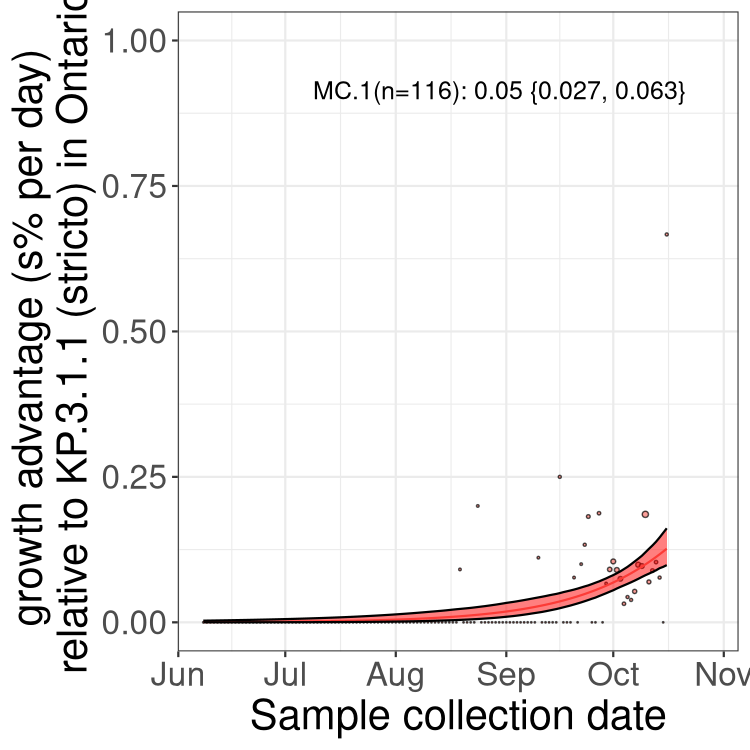 growth advantage (s% per day)
relative to KP.3.1.1 (stricto) in Ontario
1.00
0.75
0.50
0.25
0.00
MC.1(n=116): 0.05 {0.027, 0.063}
Jun Jul Aug Sep Oct Nov
Sample collection date